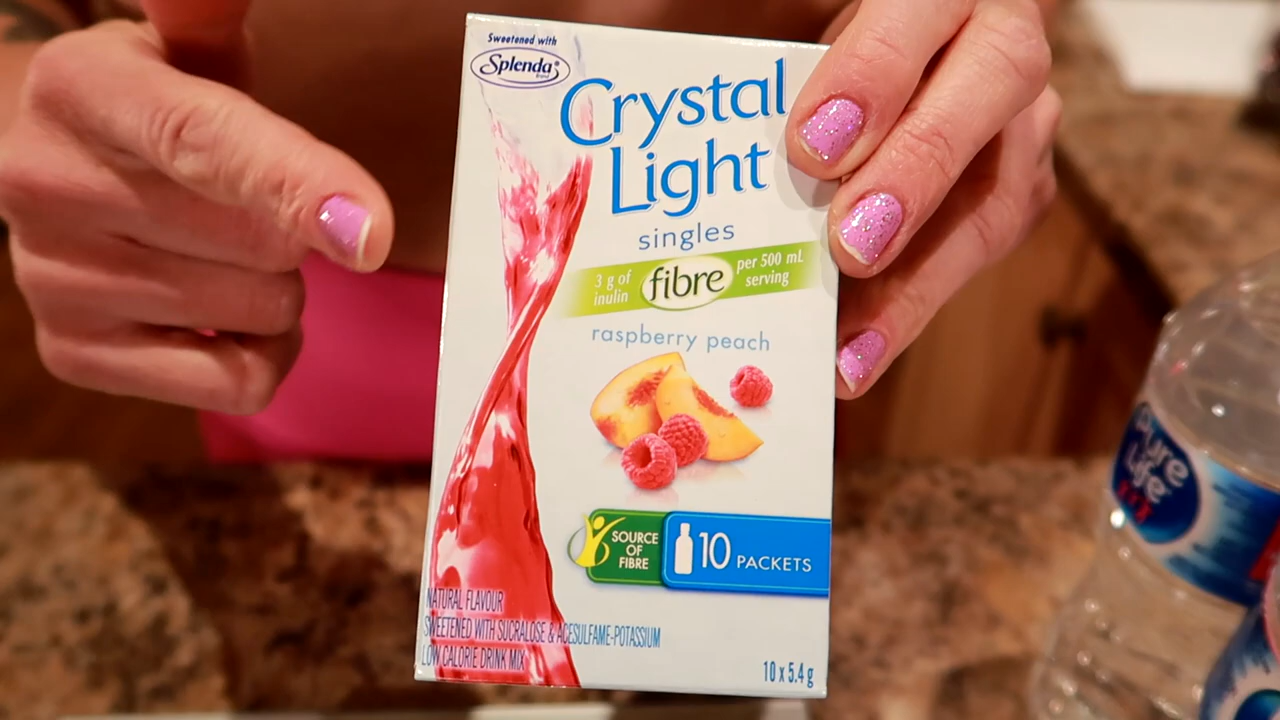 Sweetened with
Splenda
Crystal
Light
singles
3 g of
inulin
fibre
per 500 mL
serving
raspberry peach
SOURCE
OF
FIBRE
10 PACKETS
NATURAL FLAVOUR
SWEETENED WITH SUCRALOSE & ACESULFAME-POTASSIUM
LOW CALORIE DRINK MIX
10 x 5.4 g
Pure
Life